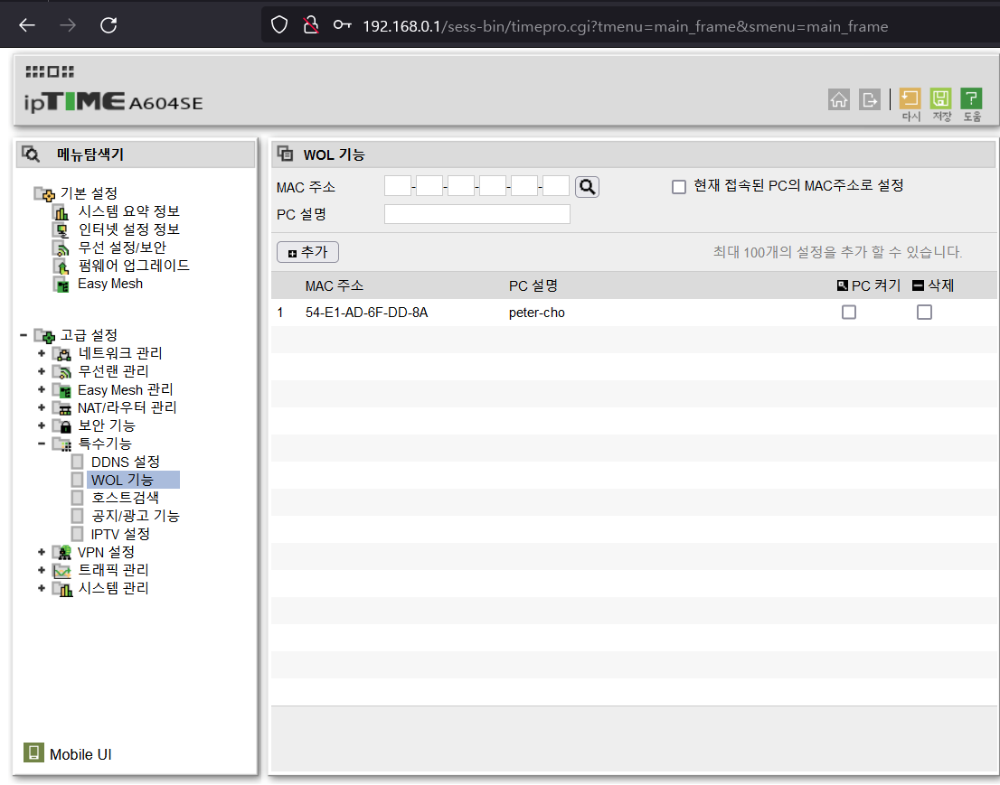 192.168.0.1/sess-bin/timepro.cgi?tmenu=main_frame&smenu=main_frame
ipTIME A604SE
다시 저장 도움
메뉴탐색기
기본 설정
시스템 요약 정보
인터넷 설정 정보
무선 설정/보안
펌웨어 업그레이드
Easy Mesh
고급 설정
네트워크 관리
무선랜 관리
Easy Mesh 관리
NAT/라우터 관리
보안 기능
특수기능
DDNS 설정
WOL 기능
호스트검색
공지/광고 기능
IPTV 설정
VPN 설정
트래픽 관리
시스템 관리
Mobile UI
WOL 기능
MAC 주소 - - - - - 현재 접속된 PC의 MAC주소로 설정
PC 설명
추가 최대 100개의 설정을 추가 할 수 있습니다.
MAC 주소 PC 설명 PC 켜기 삭제
1 54-E1-AD-6F-DD-8A peter-cho